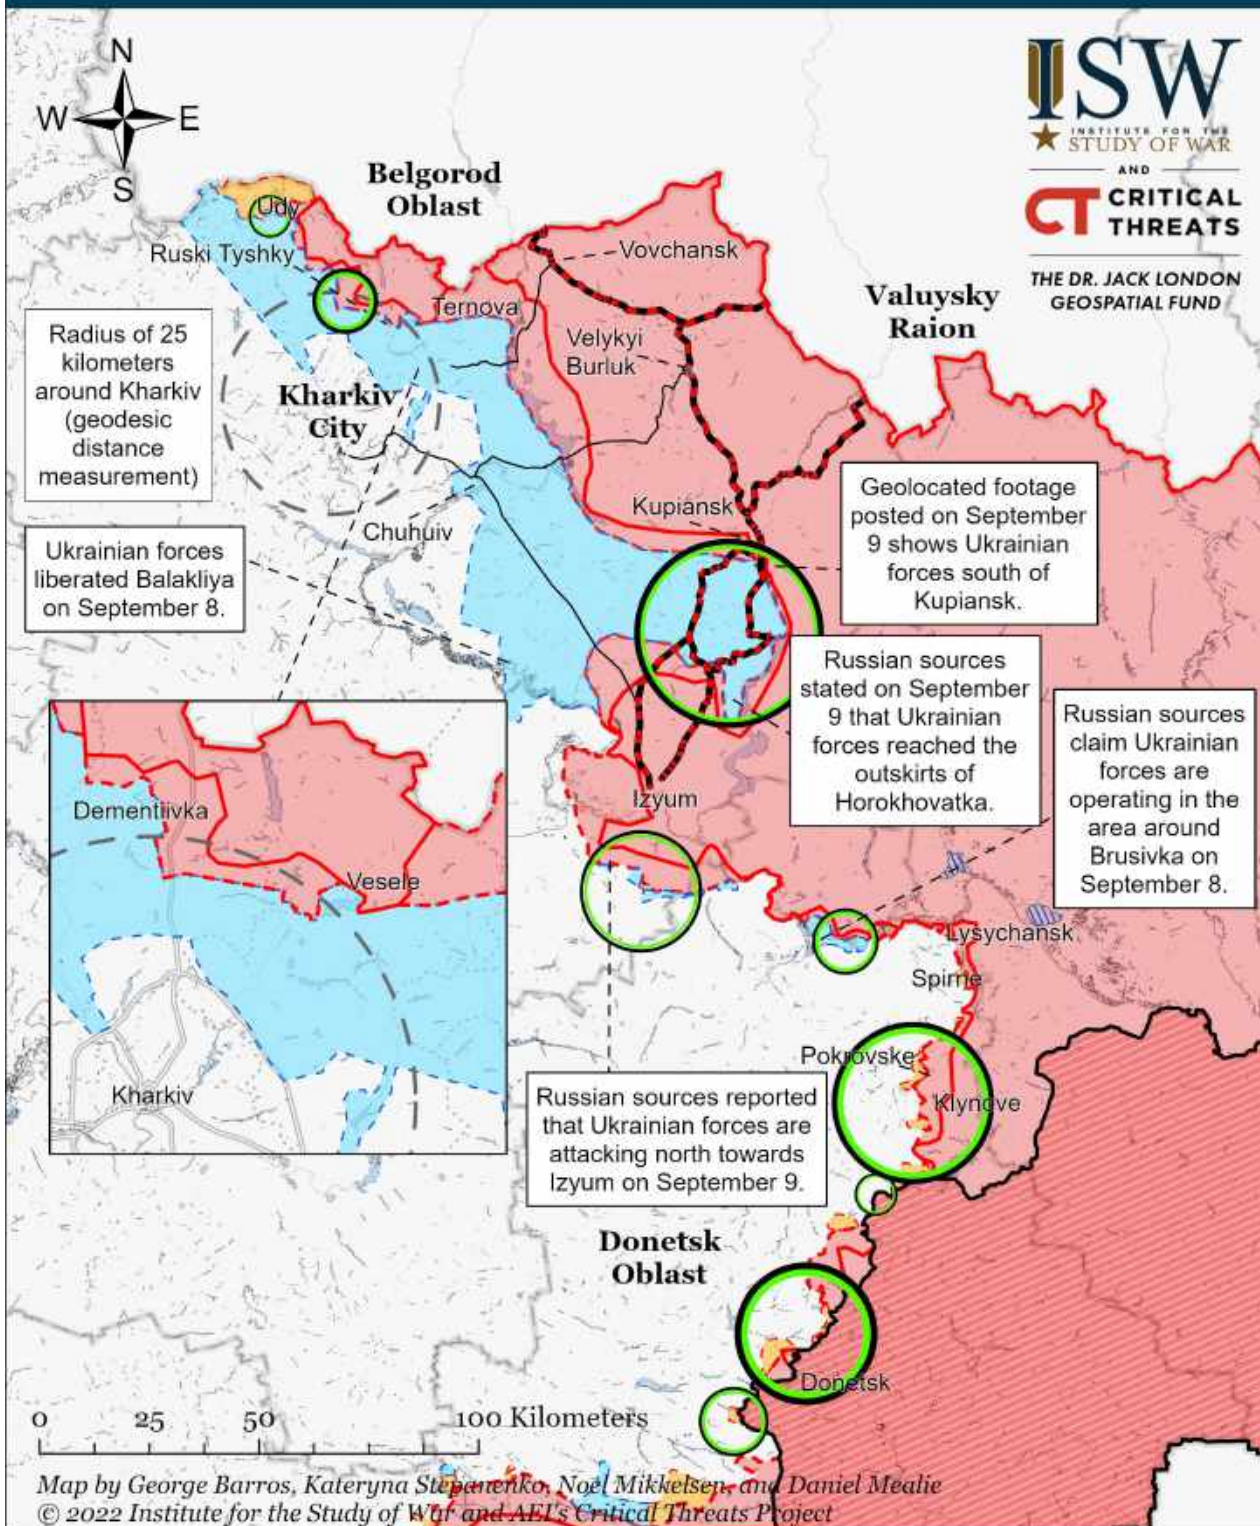 N
W
E
S
ISW
INSTITUTE FOR THE
STUDY OF WAR
AND
CT CRITICAL
THREATS
THE DR. JACK LONDON
GEOSPATIAL FUND
Belgorod
Oblast
Udy
Ruski Tyshky
Ternova
Vovchansk
Valuysky
Raion
Velykyi
Burluk
Radius of 25
kilometers
around Kharkiv
(geodesic
distance
measurement)
Kharkiv
City
Chuhuiv
Kupiansk
Geolocated footage
posted on September
9 shows Ukrainian
forces south of
Kupiansk.
Ukrainian forces
liberated Balakliya
on September 8.
Russian sources
stated on September
9 that Ukrainian
forces reached the
outskirts of
Horokhovatka.
Russian sources
claim Ukrainian
forces are
operating in the
area around
Brusivka on
September 8.
Dementiivka
Vesele
Kharkiv
Izyum
Lysychansk
Spirne
Pokrovske
Klynove
Russian sources reported
that Ukrainian forces are
attacking north towards
Izyum on September 9.
Donetsk
Oblast
Donetsk
0 25 50 100 Kilometers
Map by George Barros, Kateryna Stepanenko, Noel Mikkelsen, and Daniel Mealie
© 2022 Institute for the Study of War and AEI's Critical Threats Project